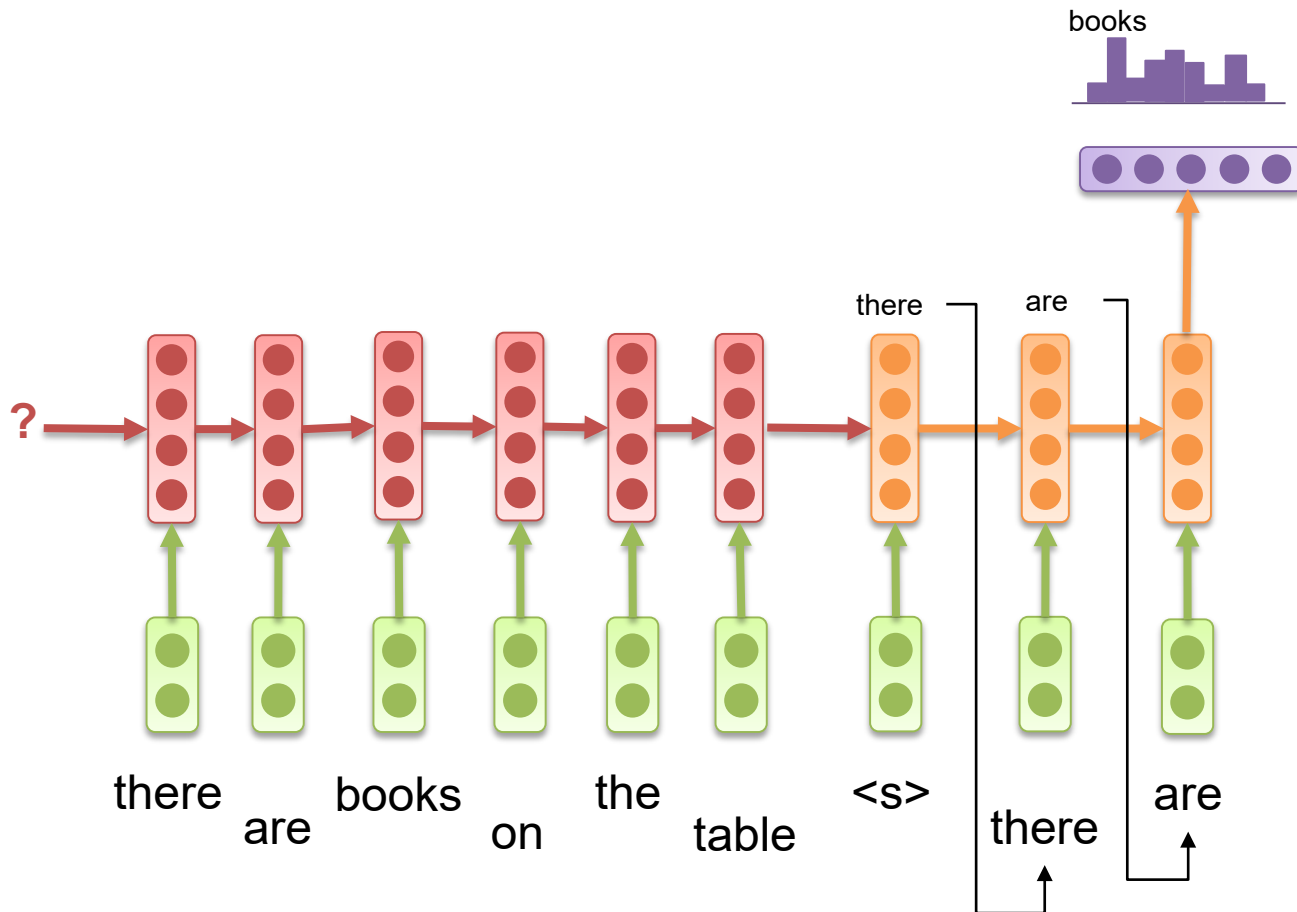 books
there
are
?
there
are
books
on
the
table
<s>
there
are